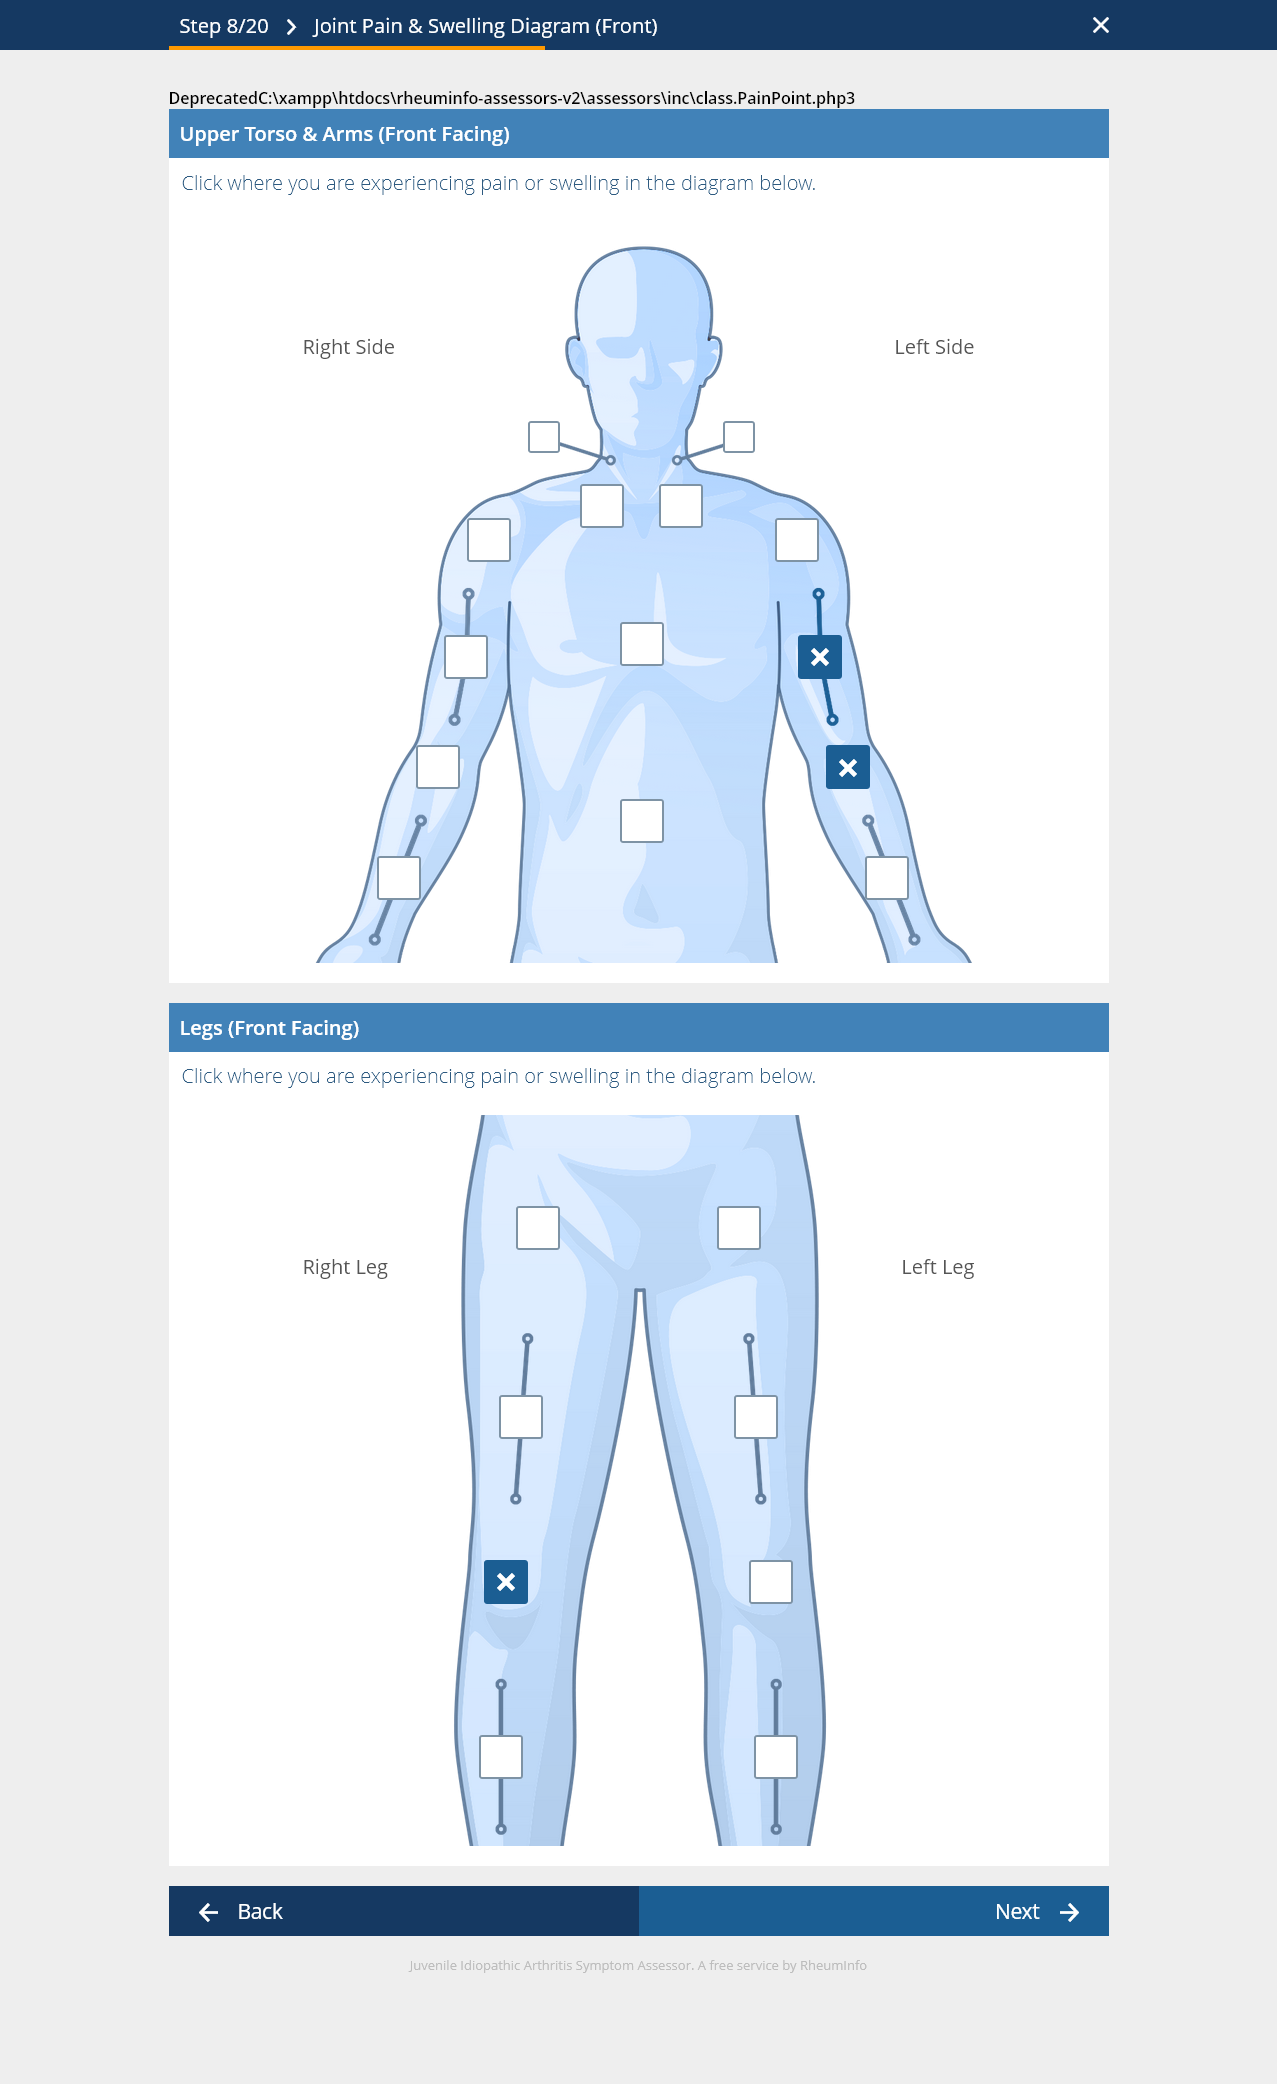 Step 8/20 Joint Pain & Swelling Diagram (Front)
DeprecatedC:\xampp\htdocs\rheuminfo-assessors-v2\assessors\inc\class.PainPoint.php3
Upper Torso & Arms (Front Facing)
Click where you are experiencing pain or swelling in the diagram below.
Right Side
Left Side
Legs (Front Facing)
Click where you are experiencing pain or swelling in the diagram below.
Right Leg
Left Leg
Back
Next
Juvenile Idiopathic Arthritis Symptom Assessor. A free service by RheumInfo